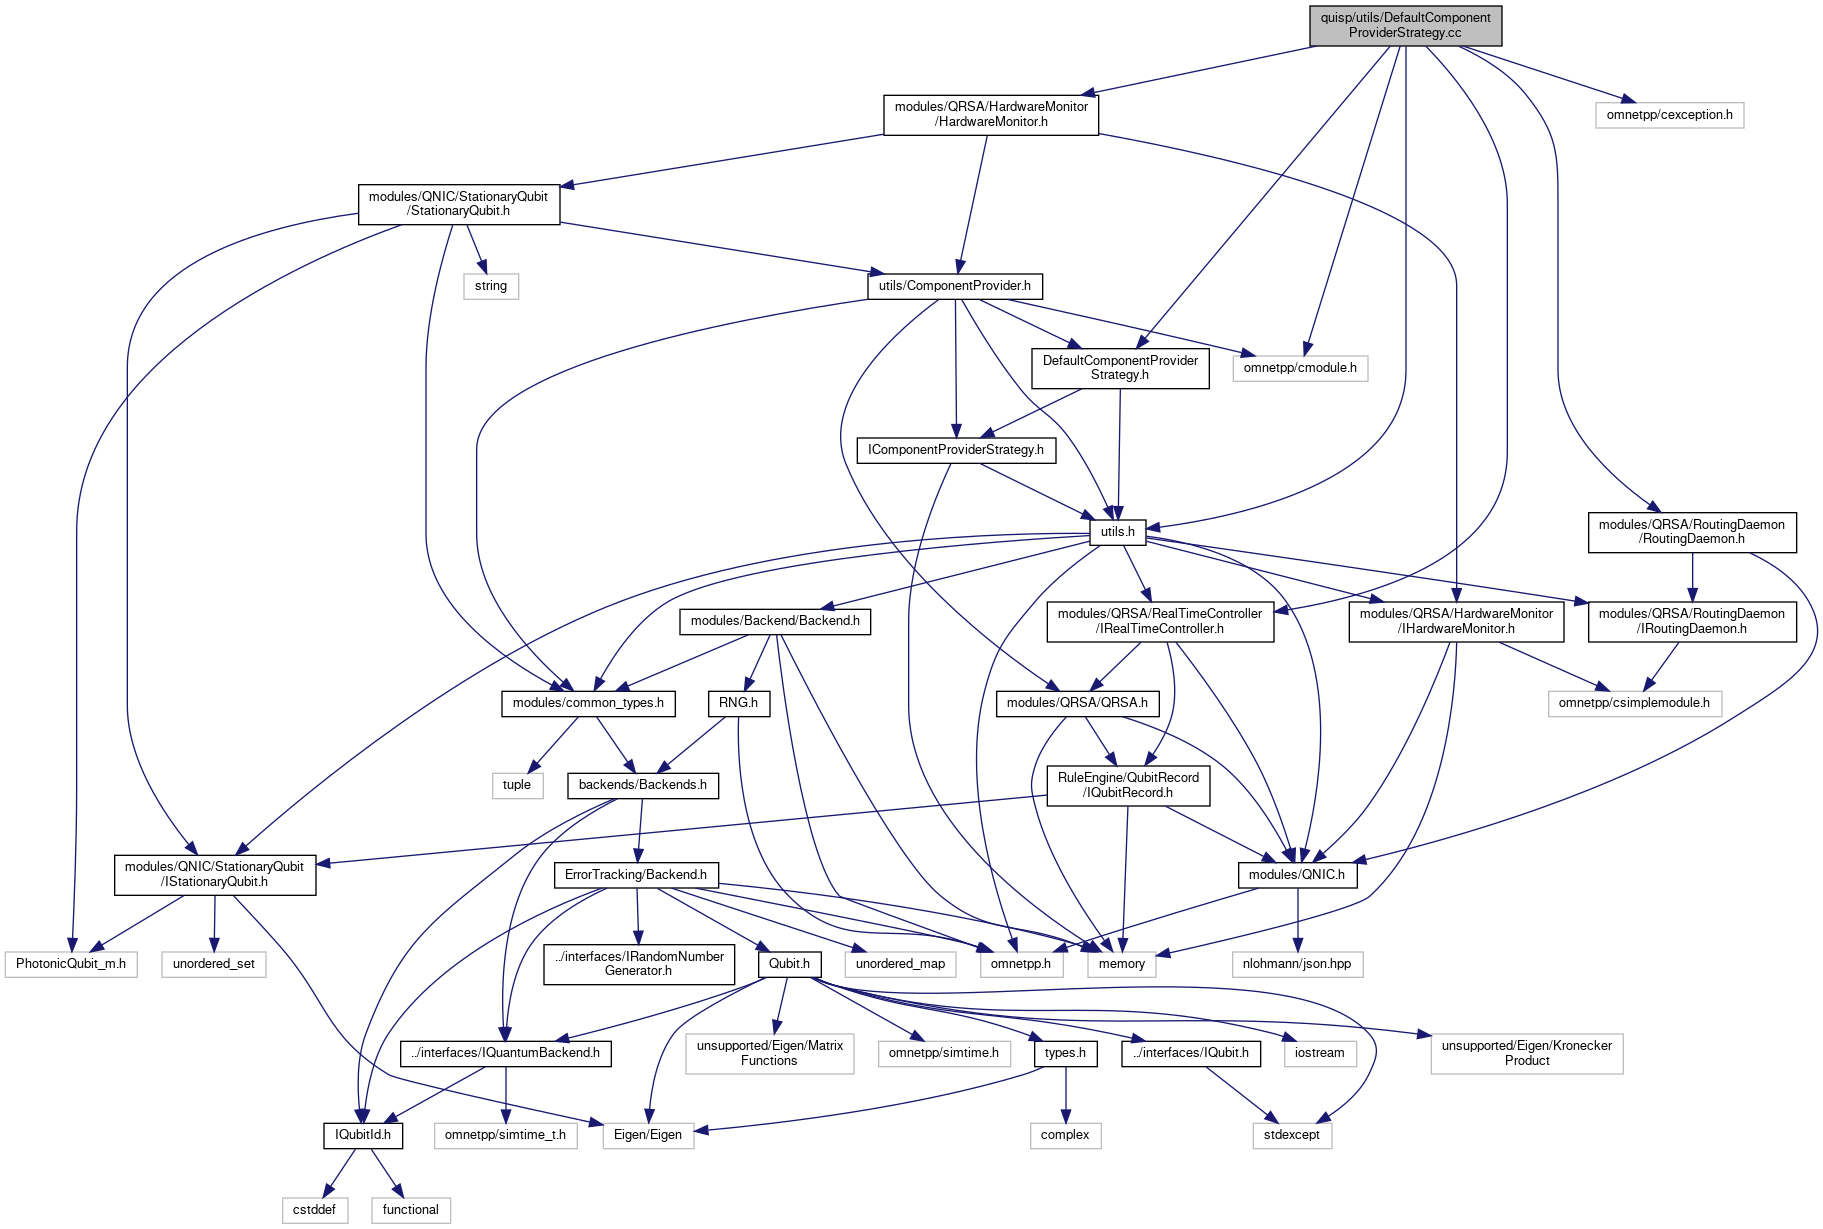 quisp/utils/DefaultComponent
ProviderStrategy.cc
modules/QRSA/HardwareMonitor
/HardwareMonitor.h
omnetpp/cexception.h
modules/QNIC/StationaryQubit
/StationaryQubit.h
string
utils/ComponentProvider.h
DefaultComponentProvider
Strategy.h
omnetpp/cmodule.h
IComponentProviderStrategy.h
utils.h
modules/QRSA/RoutingDaemon
/RoutingDaemon.h
modules/Backend/Backend.h
modules/QRSA/RealTimeController
/IRealTimeController.h
modules/QRSA/HardwareMonitor
/IHardwareMonitor.h
modules/QRSA/RoutingDaemon
/IRoutingDaemon.h
modules/common_types.h
RNG.h
modules/QRSA/QRSA.h
omnetpp/csimplemodule.h
tuple
backends/Backends.h
RuleEngine/QubitRecord
/IQubitRecord.h
modules/QNIC/StationaryQubit
/IStationaryQubit.h
ErrorTracking/Backend.h
modules/QNIC.h
PhotonicQubit_m.h
unordered_set
../interfaces/IRandomNumber
Generator.h
Qubit.h
unordered_map
omnetpp.h
memory
nlohmann/json.hpp
../interfaces/IQuantumBackend.h
unsupported/Eigen/Matrix
Functions
omnetpp/simtime.h
types.h
../interfaces/IQubit.h
iostream
unsupported/Eigen/Kronecker
Product
IQubitId.h
omnetpp/simtime_t.h
Eigen/Eigen
complex
stdexcept
cstddef
functional